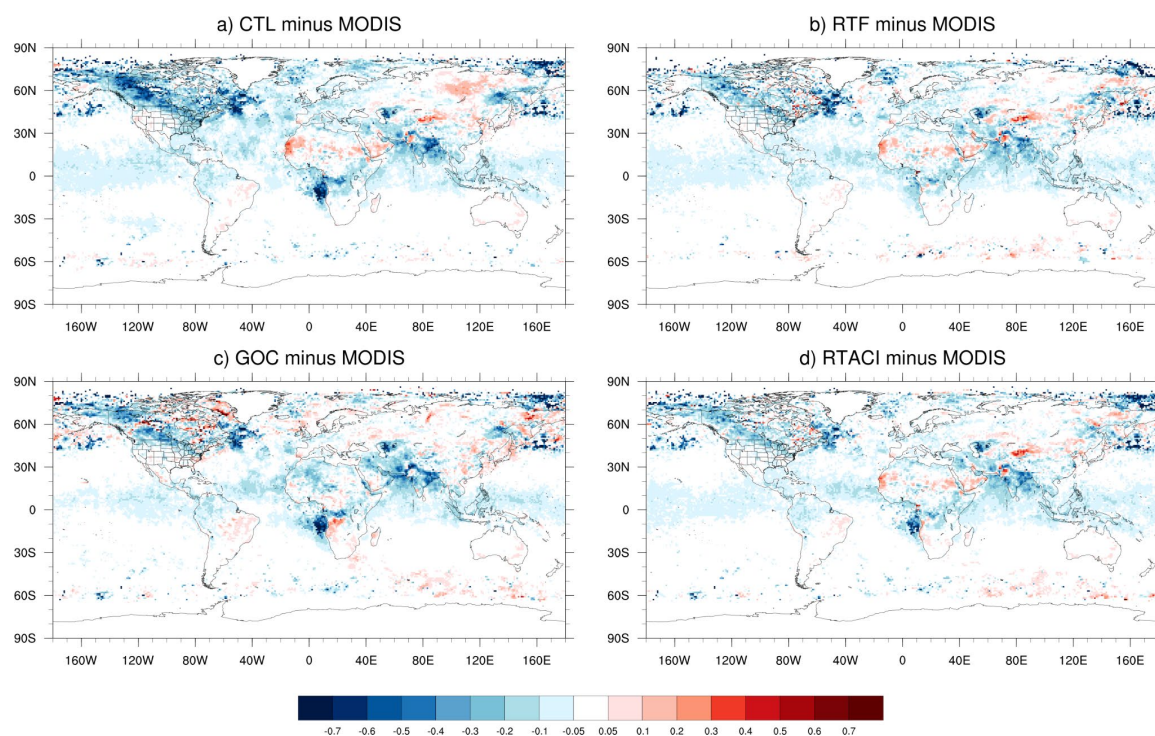 a) CTL minus MODIS
b) RTF minus MODIS
90N 90N
60N 60N
30N 30N
0 0
30S 30S
60S 60S
90S 90S
160W 120W 80W 40W 0 40E 80E 120E 160E 160W 120W 80W 40W 0 40E 80E 120E 160E
c) GOC minus MODIS
d) RTACI minus MODIS
90N 90N
60N 60N
30N 30N
0 0
30S 30S
60S 60S
90S 90S
160W 120W 80W 40W 0 40E 80E 120E 160E 160W 120W 80W 40W 0 40E 80E 120E 160E
-0.7 -0.6 -0.5 -0.4 -0.3 -0.2 -0.1 -0.05 0.05 0.1 0.2 0.3 0.4 0.5 0.6 0.7